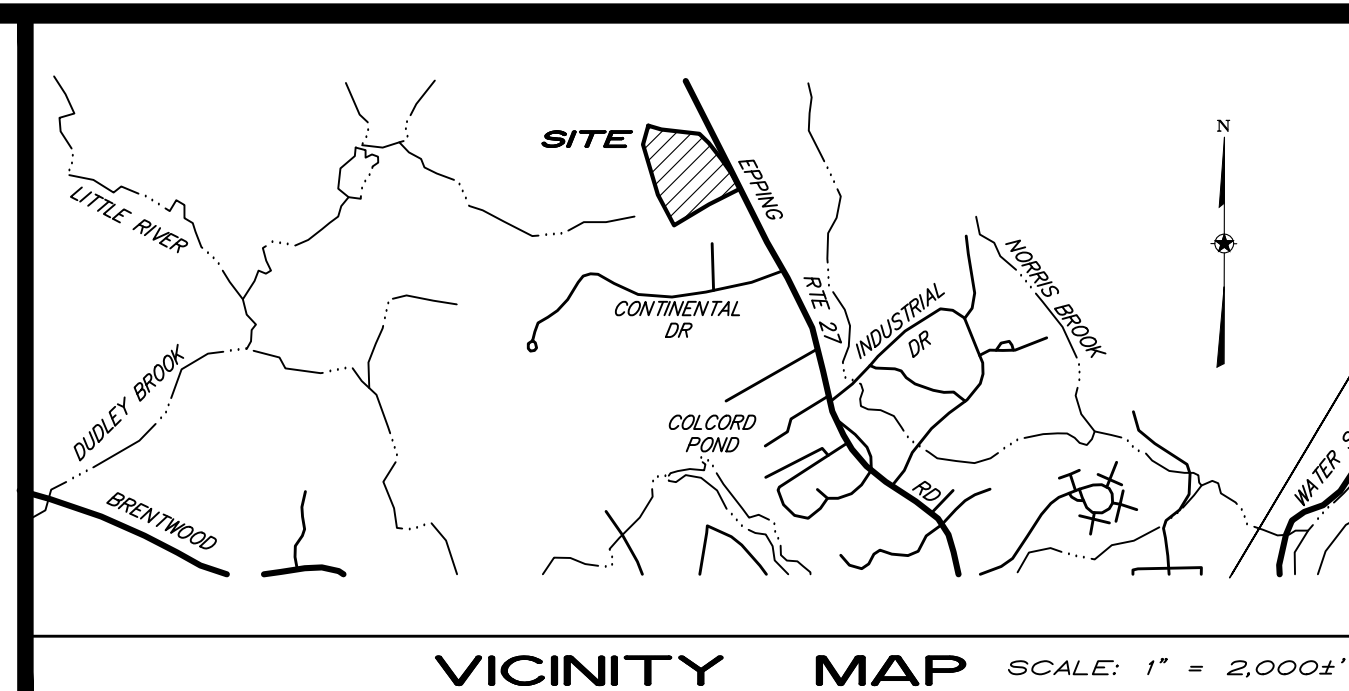 N
SITE
EPPING
LITTLE RIVER
NORRIS BROOK
RTE 27
CONTINENTAL
DR
INDUSTRIAL
DR
DUDLEY BROOK
COLCORD
POND
WATER S
RD
BRENTWOOD
VICINITY MAP SCALE: 1" = 2,000±'